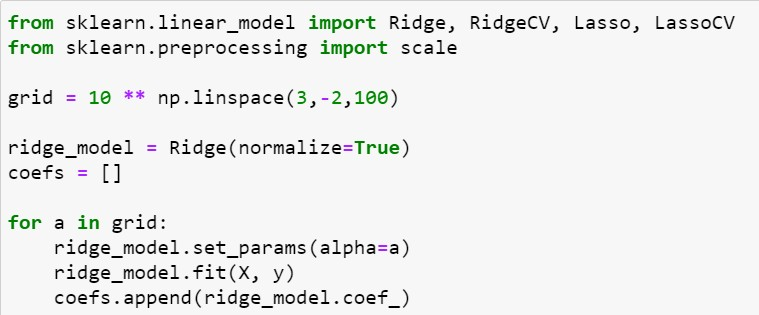 from sklearn.linear_model import Ridge, RidgeCV, Lasso, LassoCV
from sklearn.preprocessing import scale

grid = 10 ** np.linspace(3,-2,100)

ridge_model = Ridge(normalize=True)
coefs = []

for a in grid:
    ridge_model.set_params(alpha=a)
    ridge_model.fit(X, y)
    coefs.append(ridge_model.coef_)